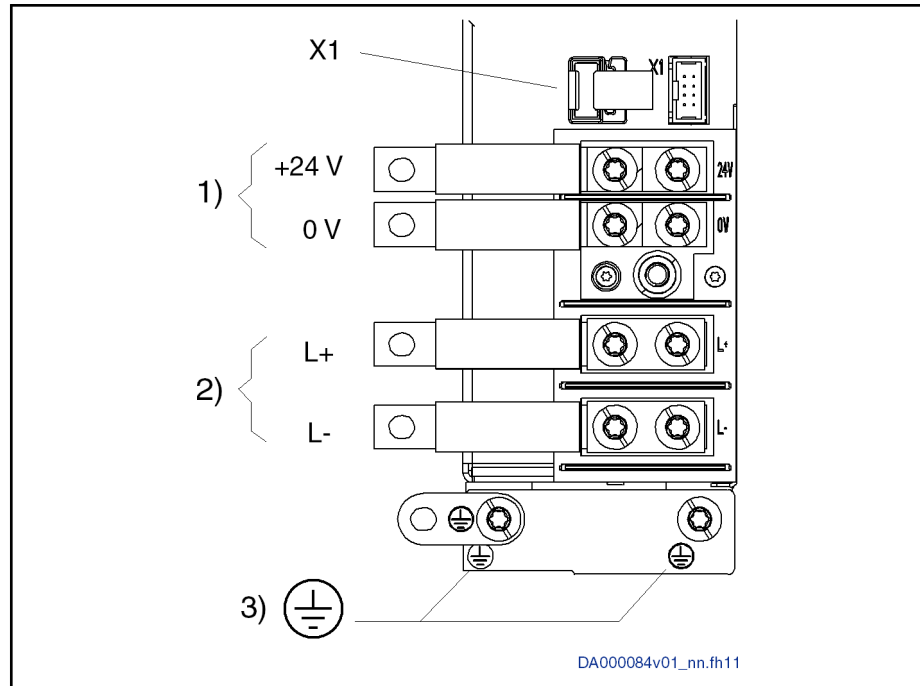 X1
X1
+24 V
24V
1)
0 V
0V
L+
L+
2)
L-
L-
3)
DA000084v01_nn.fh11